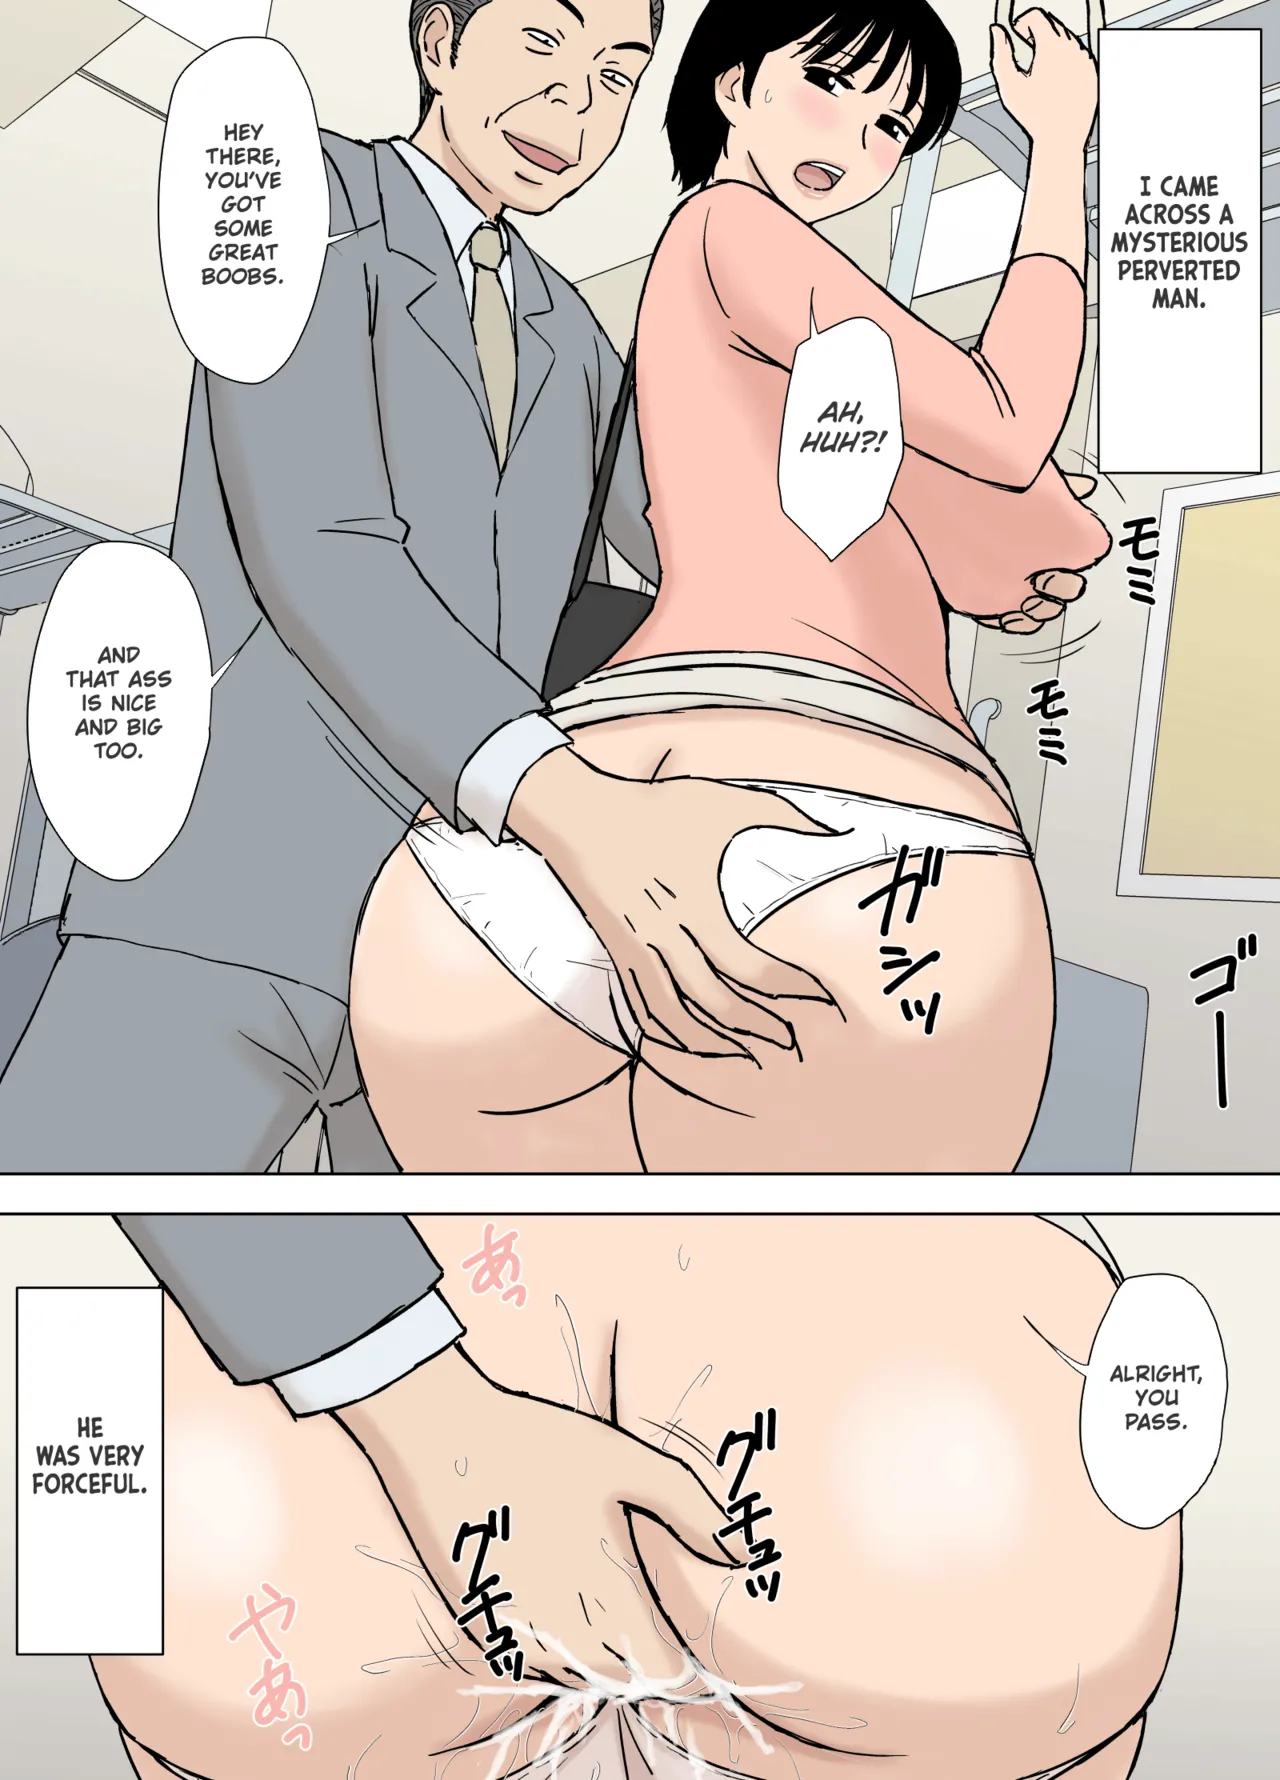 I CAME
ACROSS A
MYSTERIOUS
PERVERTED
MAN.
HEY
THERE,
YOU'VE
GOT
SOME
GREAT
BOOBS.
AH,
HUH?!
AND
THAT ASS
IS NICE
AND BIG
TOO.
モミ
モミ
ガシッ
ゴー
あっ
ALRIGHT,
YOU
PASS.
HE
WAS VERY
FORCEFUL.
グチュッ
グチュッ
やあっ